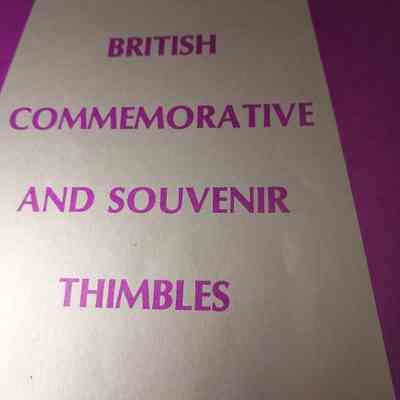 BRITISH
COMMEMORATIVE
AND SOUVENIR
THIMBLES